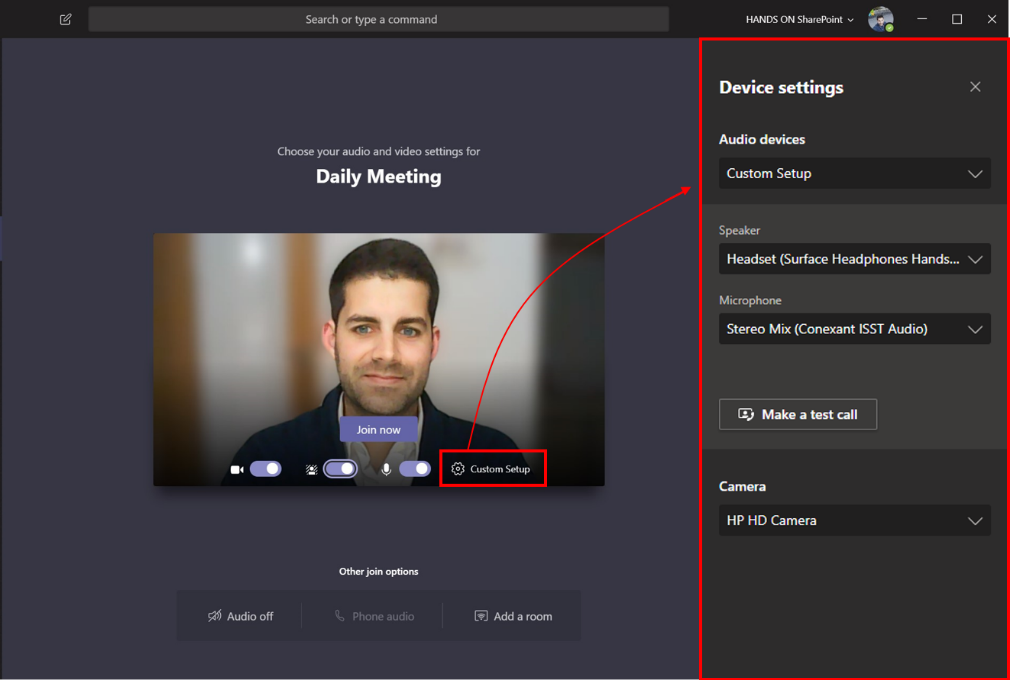 Search or type a command
HANDS ON SharePoint
Choose your audio and video settings for
Daily Meeting
Join now
Custom Setup
Other join options
Audio off
Phone audio
Add a room
Device settings
Audio devices
Custom Setup
Speaker
Headset (Surface Headphones Hands...
Microphone
Stereo Mix (Conexant ISST Audio)
Make a test call
Camera
HP HD Camera